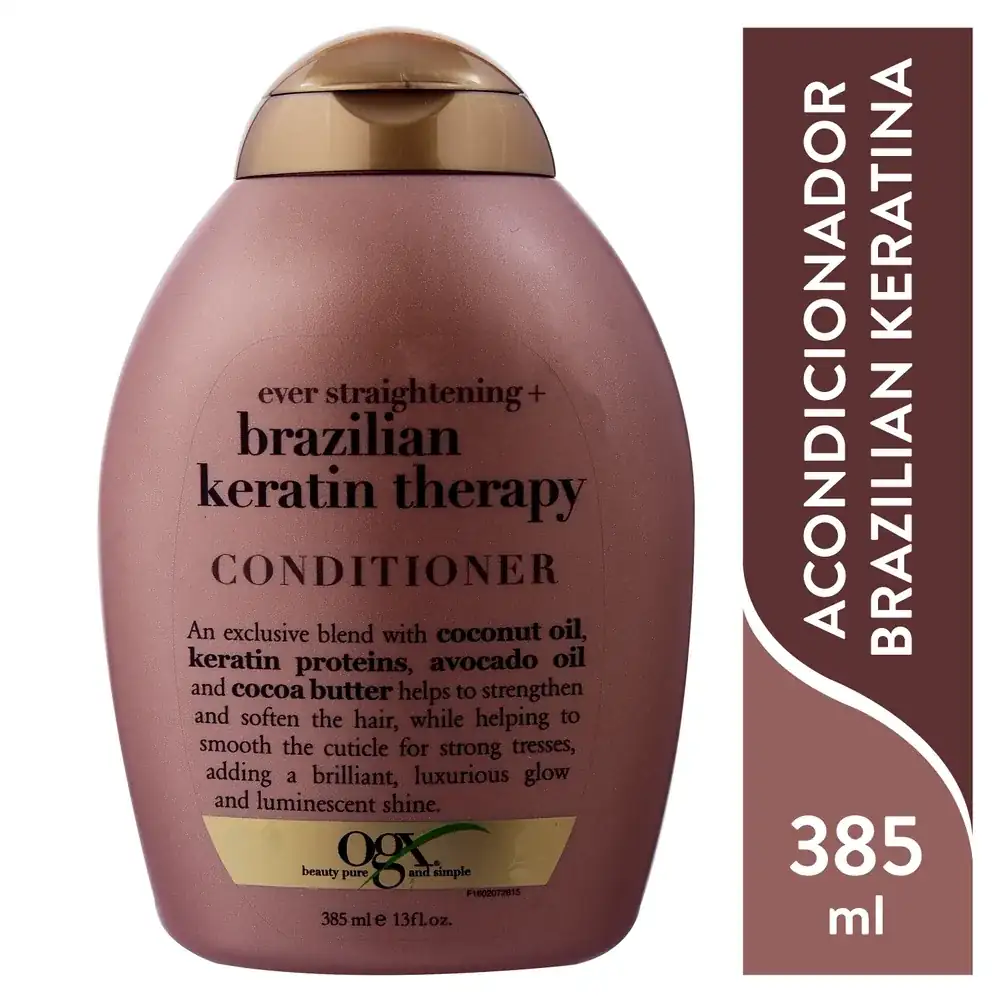 ever straightening+
brazilian
keratin therapy
CONDITIONER
An exclusive blend with coconut oil,
keratin proteins, avocado oil
and cocoa butter helps to strengthen
and soften the hair, while helping to
smooth the cuticle for strong tresses,
adding a brilliant, luxurious glow
and luminescent shine.
ogx®
beauty pure and simple
F1602072615
385 ml e 13fl.oz.
ACONDICIONADOR
BRAZILIAN KERATINA
385
ml